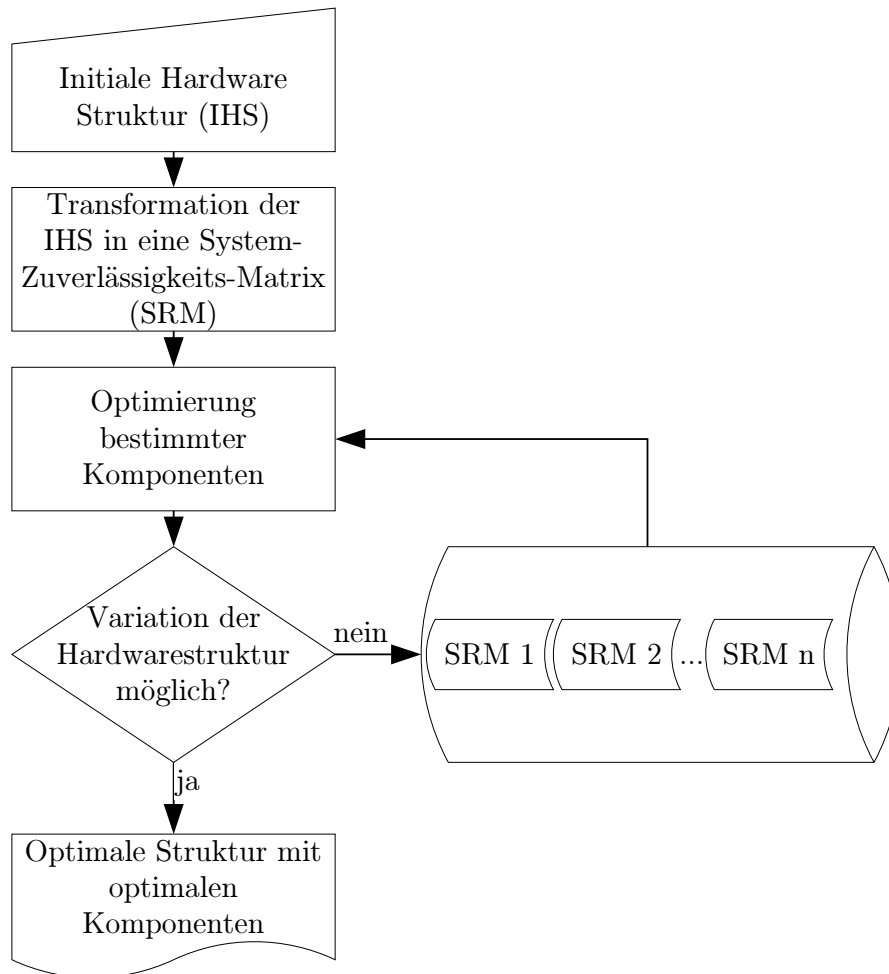 Initiale Hardware
Struktur (IHS)
Transformation der
IHS in eine System-
Zuverlässigkeits-Matrix
(SRM)
Optimierung
bestimmter
Komponenten
Variation der
Hardwarestruktur
möglich?
nein
SRM 1
SRM 2
...
SRM n
ja
Optimale Struktur mit
optimalen
Komponenten